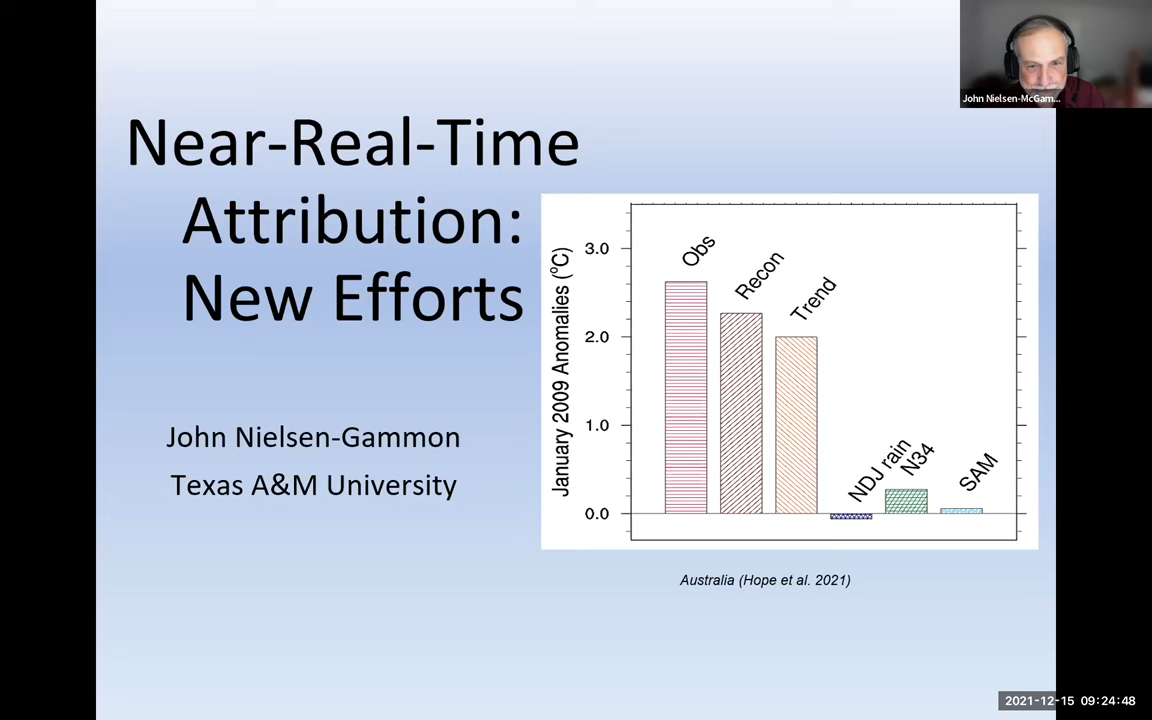 John Nielsen-McGam...
Near-Real-Time
Attribution:
New Efforts
John Nielsen-Gammon
Texas A&M University
January 2009 Anomalies (°C)
3.0
2.0
1.0
0.0
Obs
Recon
Trend
NDJ rain
N34
SAM
Australia (Hope et al. 2021)
2021-12-15 09:24:48